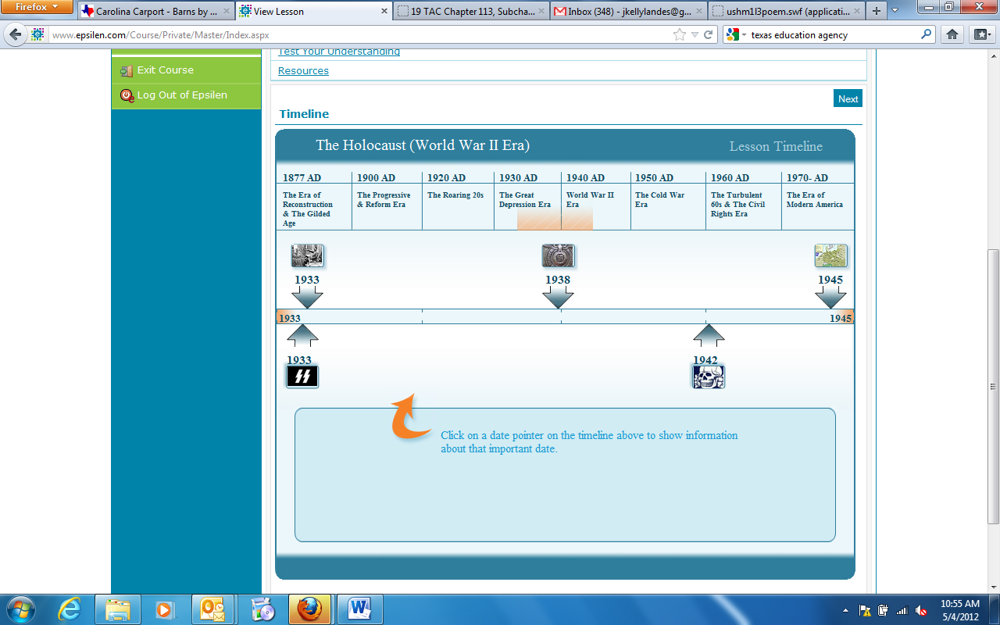 Firefox
Carolina Carport - Barns by ...
View Lesson
19 TAC Chapter 113, Subcha...
Inbox (348) - jkellylandes@g...
ushm1l3poem.swf (applicati...
www.epsilen.com/Course/Private/Master/Index.aspx
texas education agency
Test Your Understanding
Resources
Exit Course
Log Out of Epsilen
Next
Timeline
The Holocaust (World War II Era)
Lesson Timeline
1877 AD
1900 AD
1920 AD
1930 AD
1940 AD
1950 AD
1960 AD
1970- AD
The Era of
Reconstruction
& The Gilded
Age
The Progressive
& Reform Era
The Roaring 20s
The Great
Depression Era
World War II
Era
The Cold War
Era
The Turbulent
60s & The Civil
Rights Era
The Era of
Modern America
1933
1938
1945
1933
1945
1933
1942
Click on a date pointer on the timeline above to show information
about that important date.
10:55 AM
5/4/2012